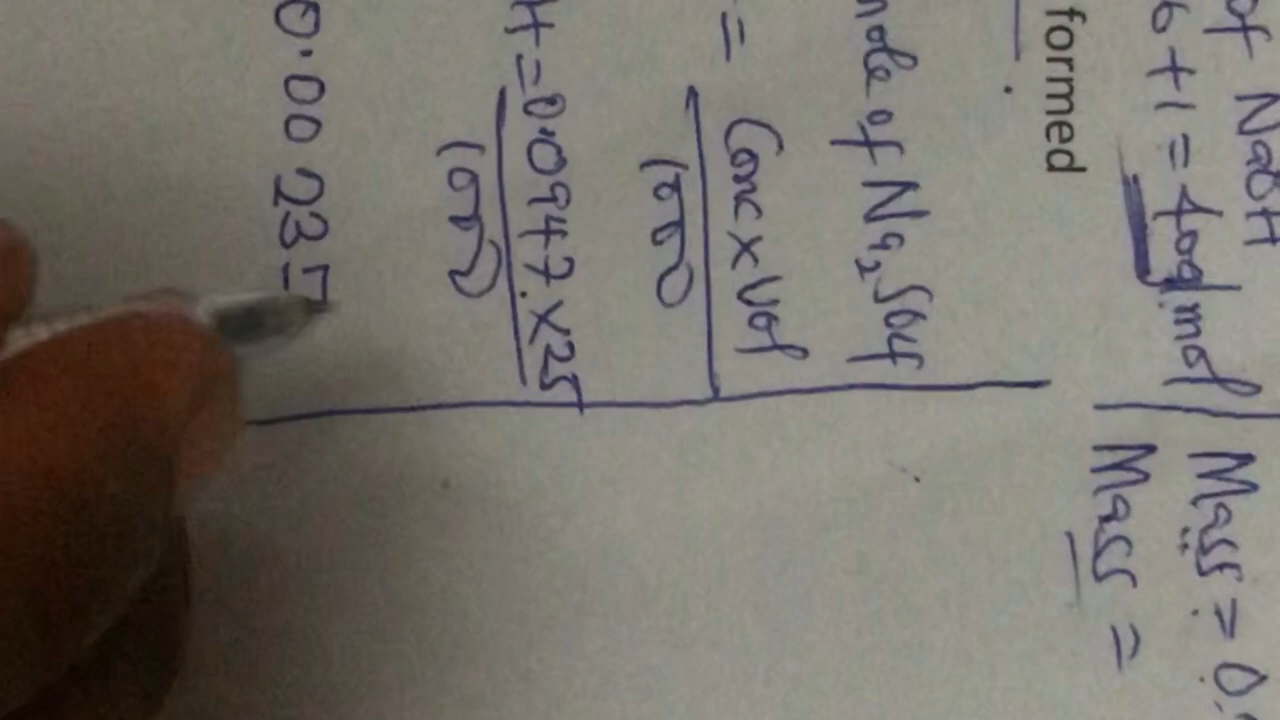 of NaOH
6 + 1 = 40g/mol
Mass = 0.
Mass =
formed
mole of Na2SO4
= Conc x Vol
1000
H = 0.0947 x 25
1000
0.00235